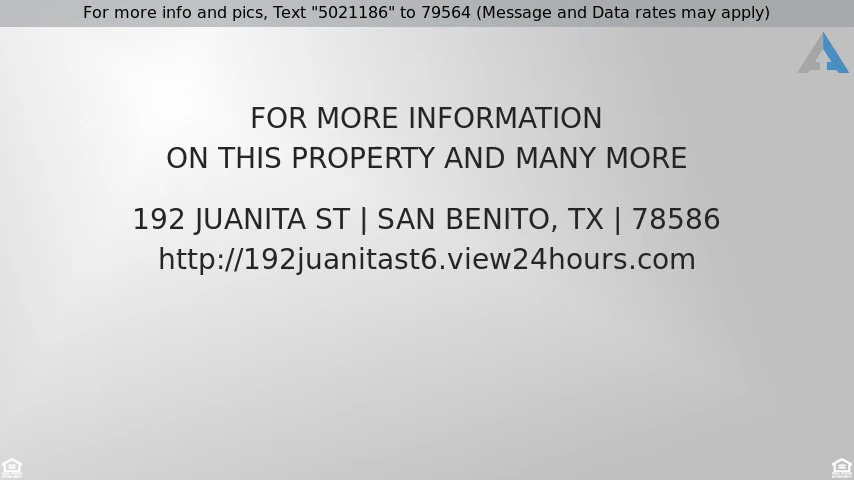 For more info and pics, Text "5021186" to 79564 (Message and Data rates may apply)
FOR MORE INFORMATION
ON THIS PROPERTY AND MANY MORE
192 JUANITA ST | SAN BENITO, TX | 78586
http://192juanitast6.view24hours.com